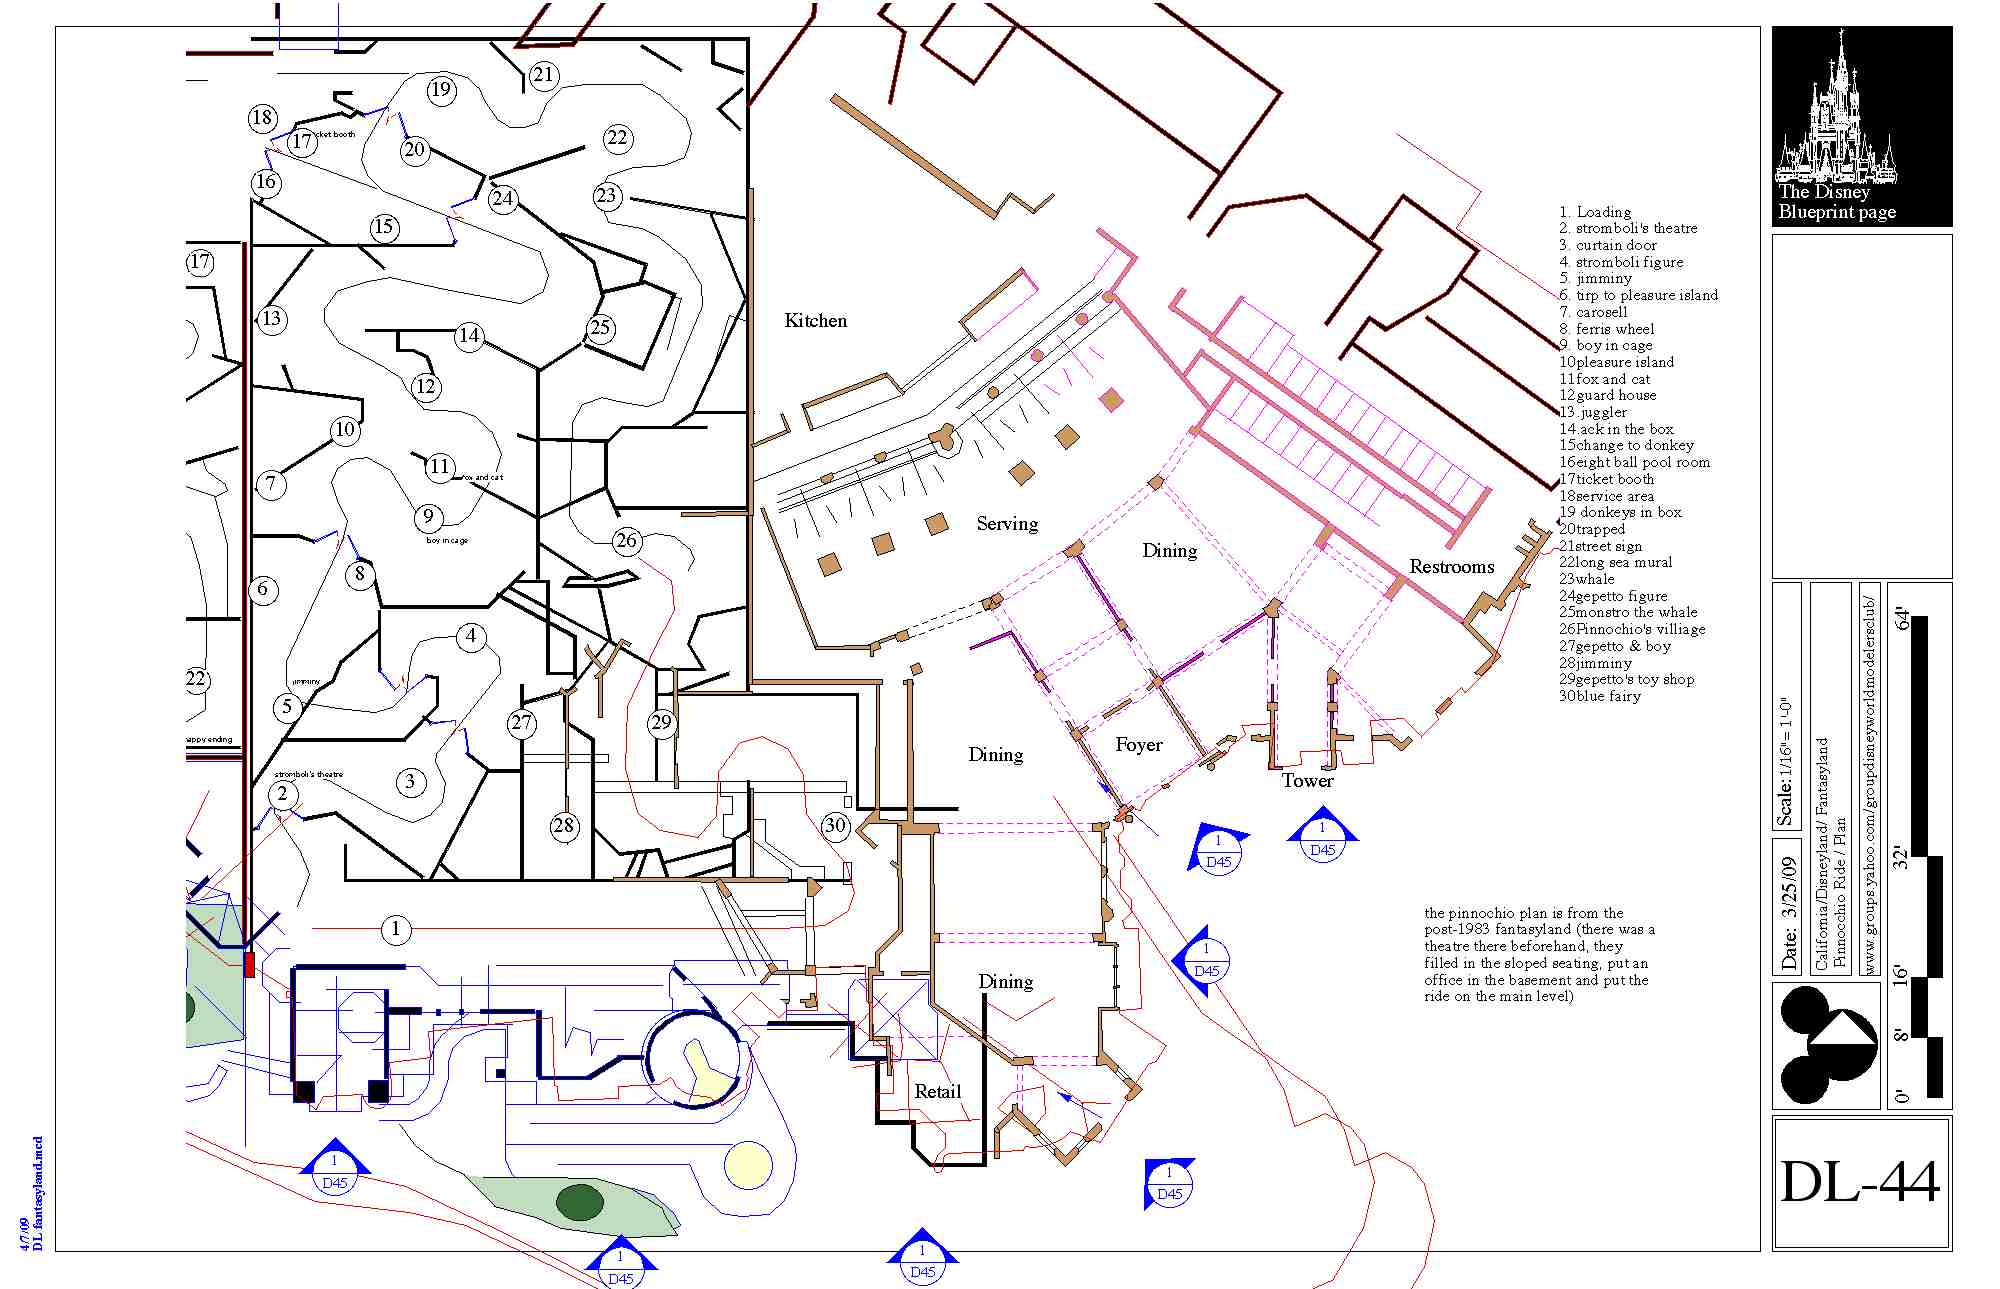 21
19
18
17
ticket booth
20
22
16
24
23
15
17
13
25
14
12
10
11
fox and cat
7
9
boy in cage
26
8
6
4
22
jiminy
5
27
29
happy ending
stromboli's theatre
3
2
28
30
1
Kitchen
Serving
Dining
Restrooms
Dining
Foyer
Tower
Dining
Retail
1
D45
1
D45
1
D45
1
D45
1
D45
1
D45
1
D45
1. Loading
2. stromboli's theatre
3. curtain door
4. stromboli figure
5. jimminy
6. tirp to pleasure island
7. carosell
8. ferris wheel
9. boy in cage
10pleasure island
11fox and cat
12guard house
13.juggler
14.ack in the box
15change to donkey
16eight ball pool room
17ticket booth
18service area
19 donkeys in box
20trapped
21street sign
22long sea mural
23whale
24gepetto figure
25monstro the whale
26Pinnochio's villiage
27gepetto & boy
28jimminy
29gepetto's toy shop
30blue fairy
the pinnochio plan is from the
post-1983 fantasyland (there was a
theatre there beforehand, they
filled in the sloped seating, put an
office in the basement and put the
ride on the main level)
The Disney
Blueprint page
Scale:1/16"= 1'-0"
Date: 3/25/09
California/Disneyland/ Fantasyland
Pinnocchio Ride / Plan
www.groups.yahoo.com/groupdisneyworldmodelersclub/
64'
32'
16'
8'
0'
DL-44
4/7/09
DL fantasyland.mcd